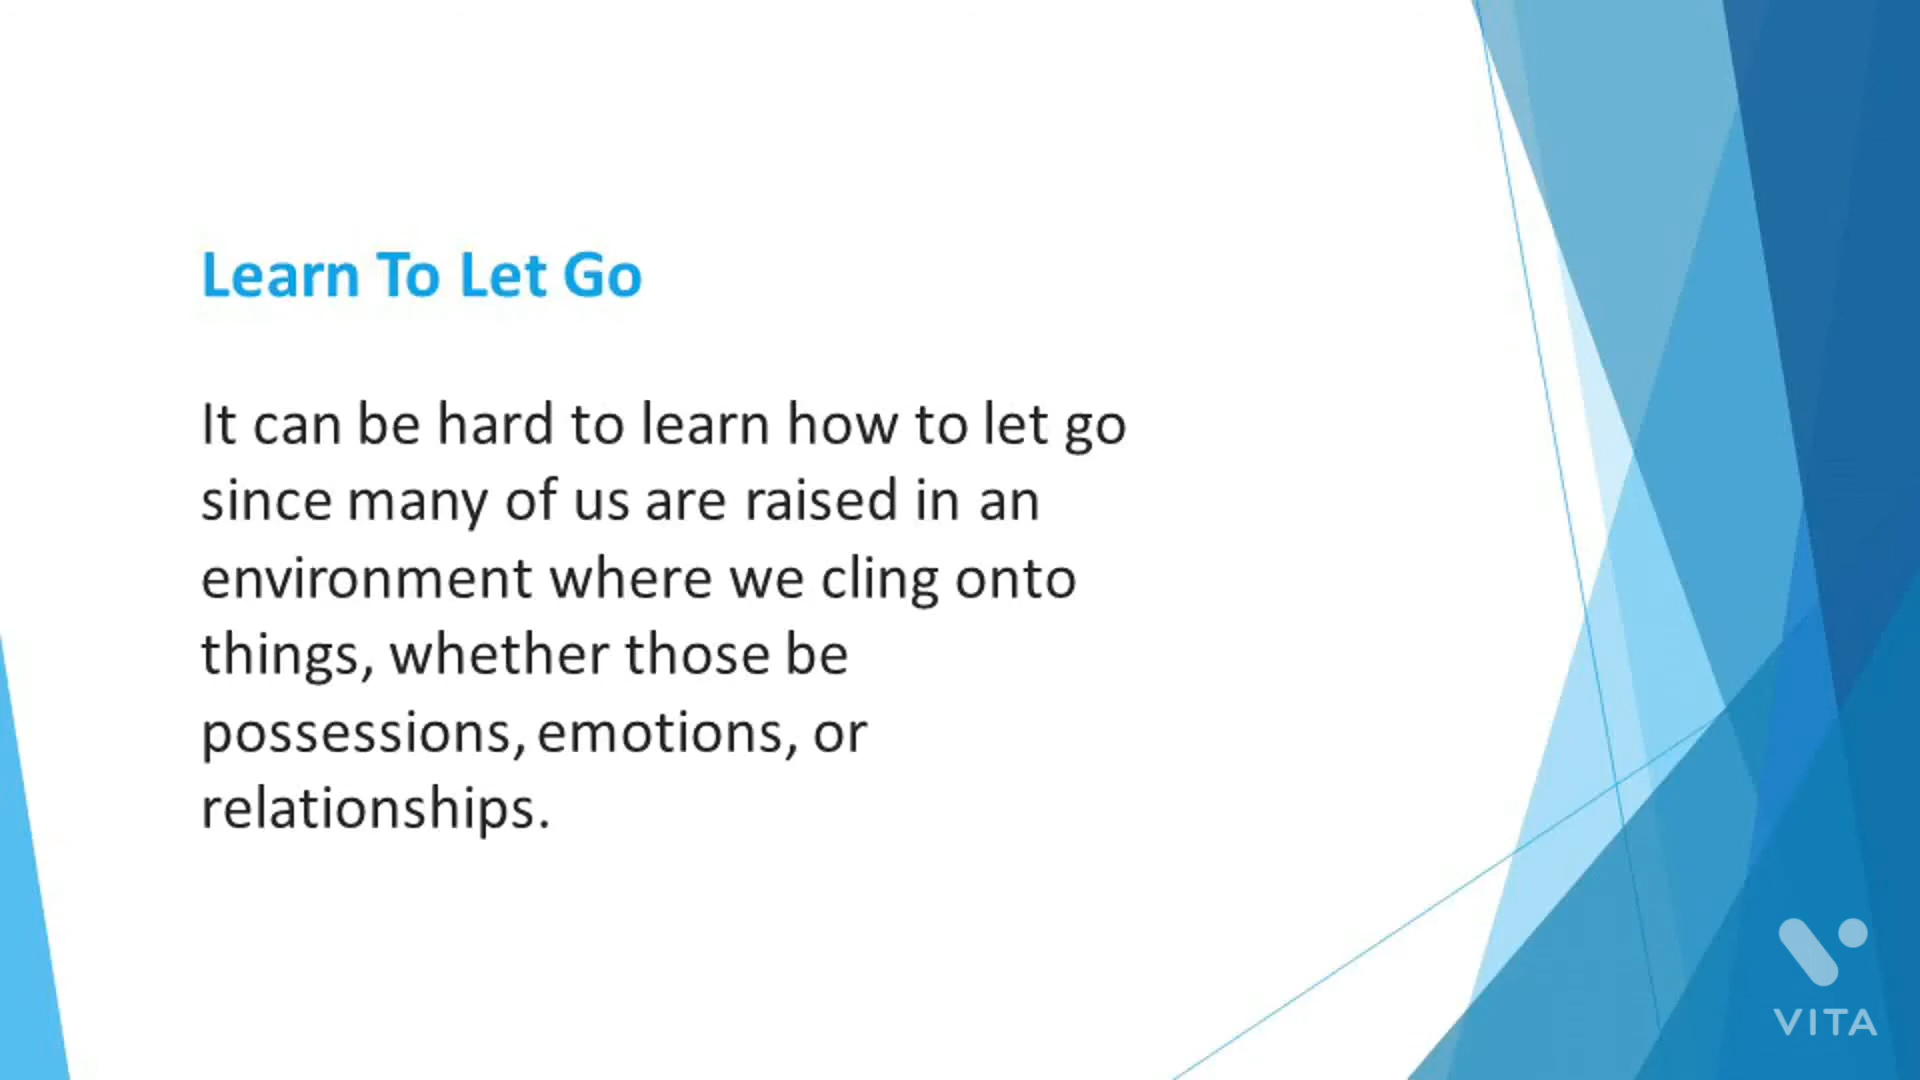 Learn To Let Go
It can be hard to learn how to let go
since many of us are raised in an
environment where we cling onto
things, whether those be
possessions, emotions, or
relationships.
VITA